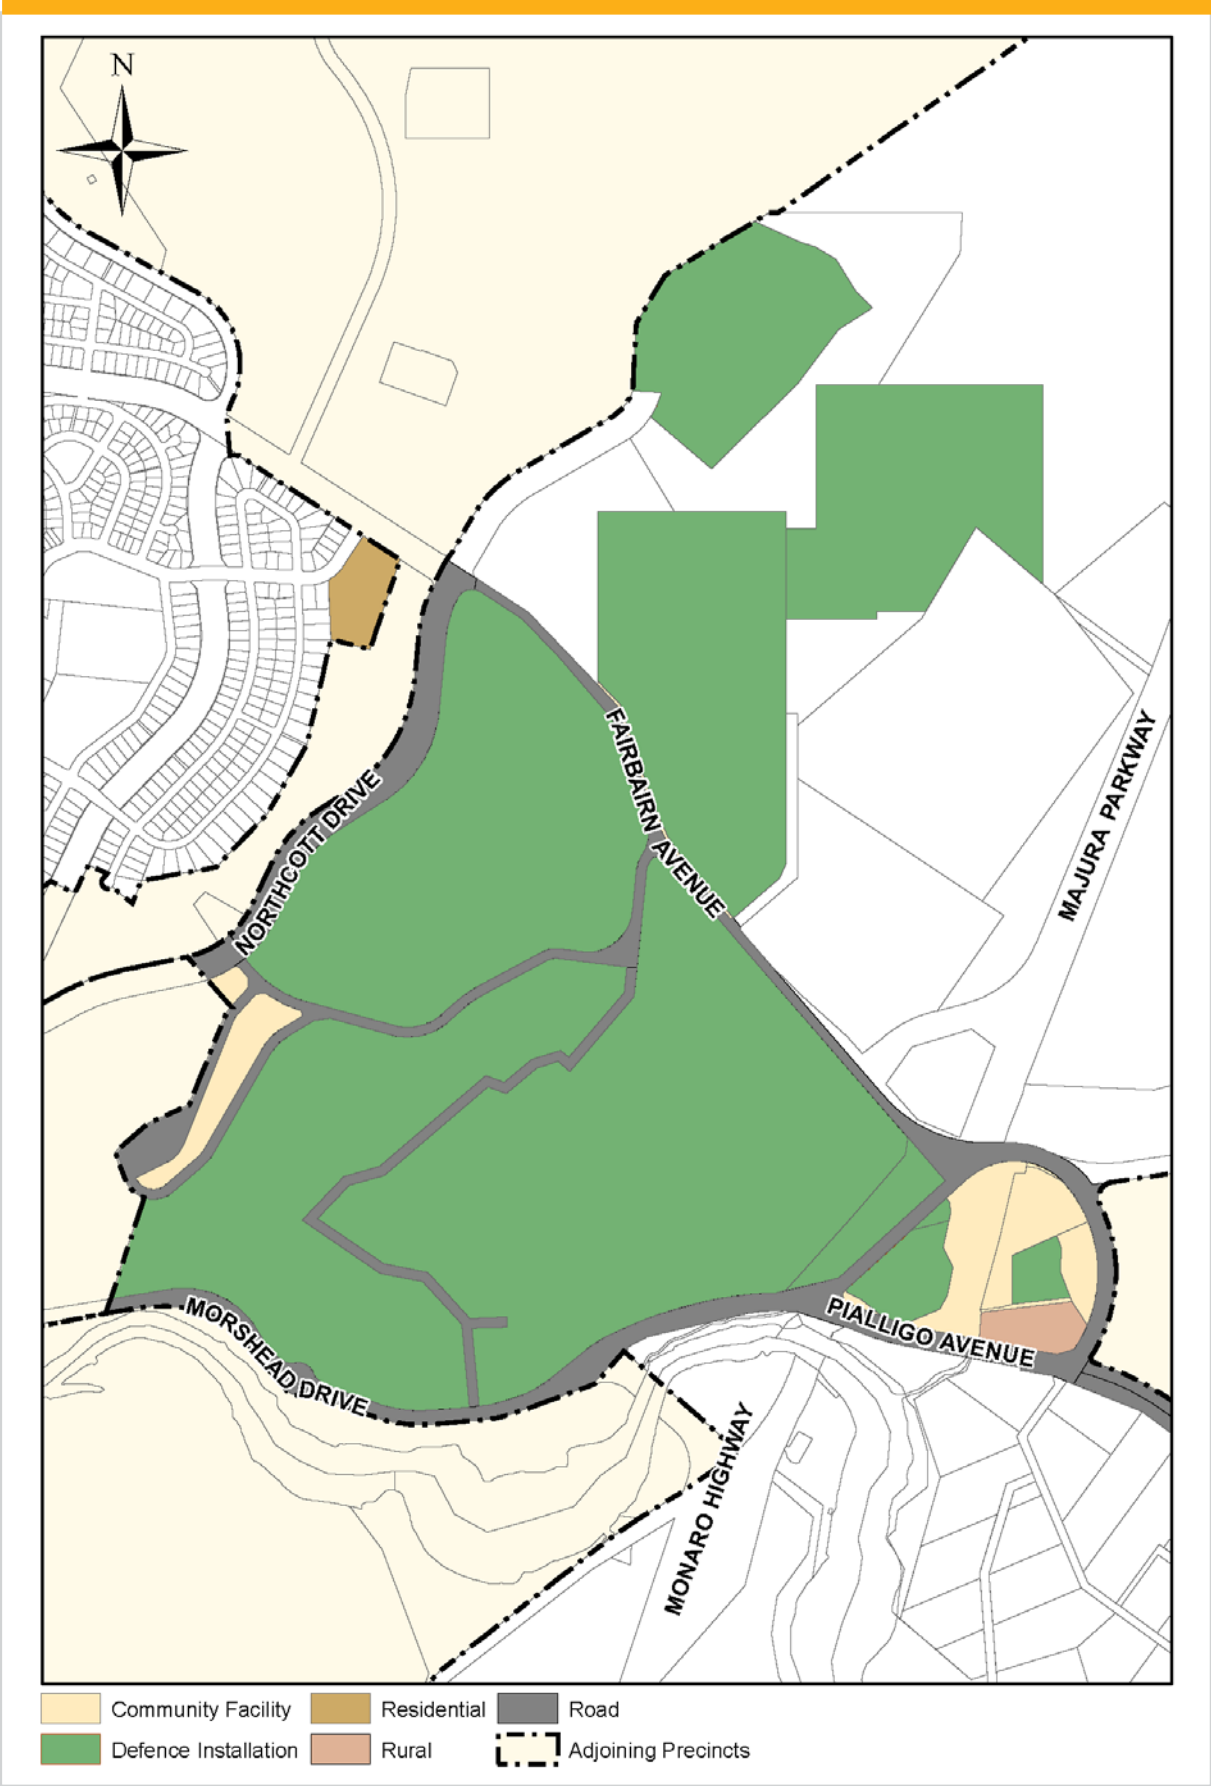 N
FAIRBAIRN AVENUE
MAJURA PARKWAY
NORTHCOTT DRIVE
MORSHEAD DRIVE
PIALLIGO AVENUE
MONARO HIGHWAY
Community Facility
Residential
Road
Defence Installation
Rural
Adjoining Precincts